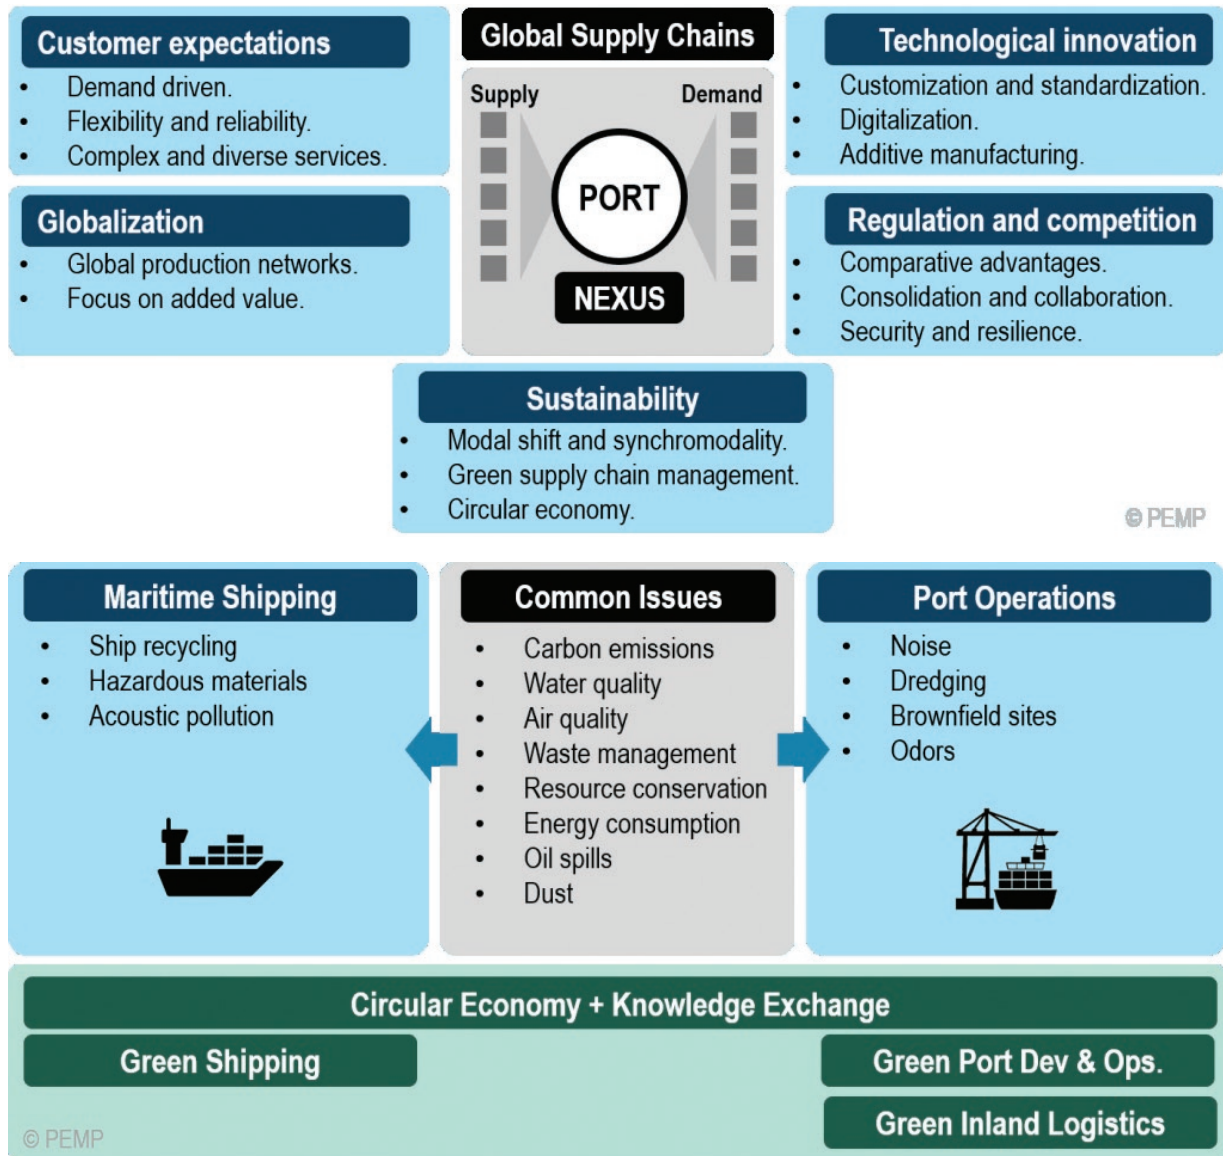 Customer expectations
• Demand driven.
• Flexibility and reliability.
• Complex and diverse services.
Globalization
• Global production networks.
• Focus on added value.
Global Supply Chains
Supply Demand
PORT
NEXUS
Technological innovation
• Customization and standardization.
• Digitalization.
• Additive manufacturing.
Regulation and competition
• Comparative advantages.
• Consolidation and collaboration.
• Security and resilience.
Sustainability
• Modal shift and synchromodality.
• Green supply chain management.
• Circular economy.
© PEMP
Maritime Shipping
• Ship recycling
• Hazardous materials
• Acoustic pollution
Common Issues
• Carbon emissions
• Water quality
• Air quality
• Waste management
• Resource conservation
• Energy consumption
• Oil spills
• Dust
Port Operations
• Noise
• Dredging
• Brownfield sites
• Odors
Circular Economy + Knowledge Exchange
Green Shipping
Green Port Dev & Ops.
Green Inland Logistics
© PEMP